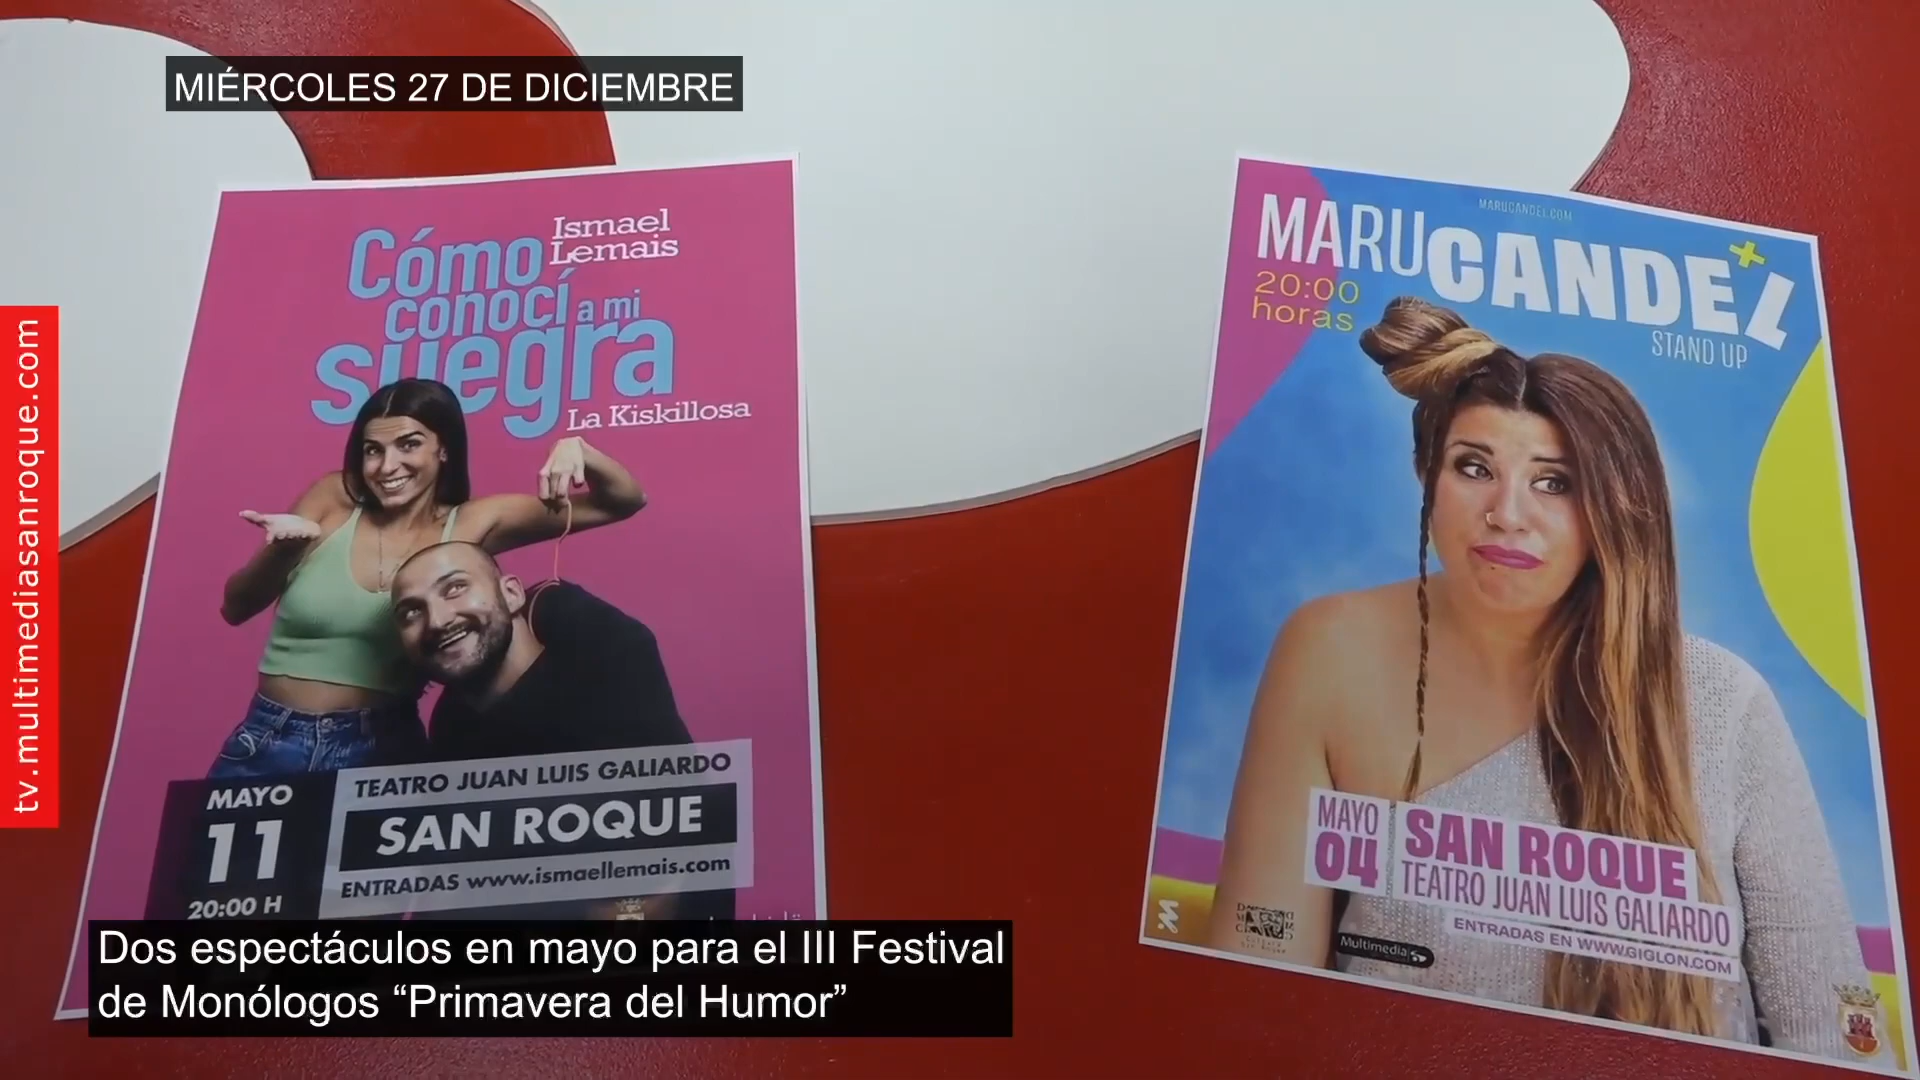 MIÉRCOLES 27 DE DICIEMBRE
tv.multimediasanroque.com
Ismael
Lemais
Cómo
conocí a mi
suegra
La Kiskillosa
MAYO
11
20:00 H
TEATRO JUAN LUIS GALIARDO
SAN ROQUE
ENTRADAS www.ismaellemais.com
MARUCANDEL.COM
MARUCANDEL
20:00
horas
STAND UP
MAYO
04
SAN ROQUE
TEATRO JUAN LUIS GALIARDO
ENTRADAS EN WWW.GIGLON.COM
Multimedia
Dos espectáculos en mayo para el III Festival
de Monólogos “Primavera del Humor”